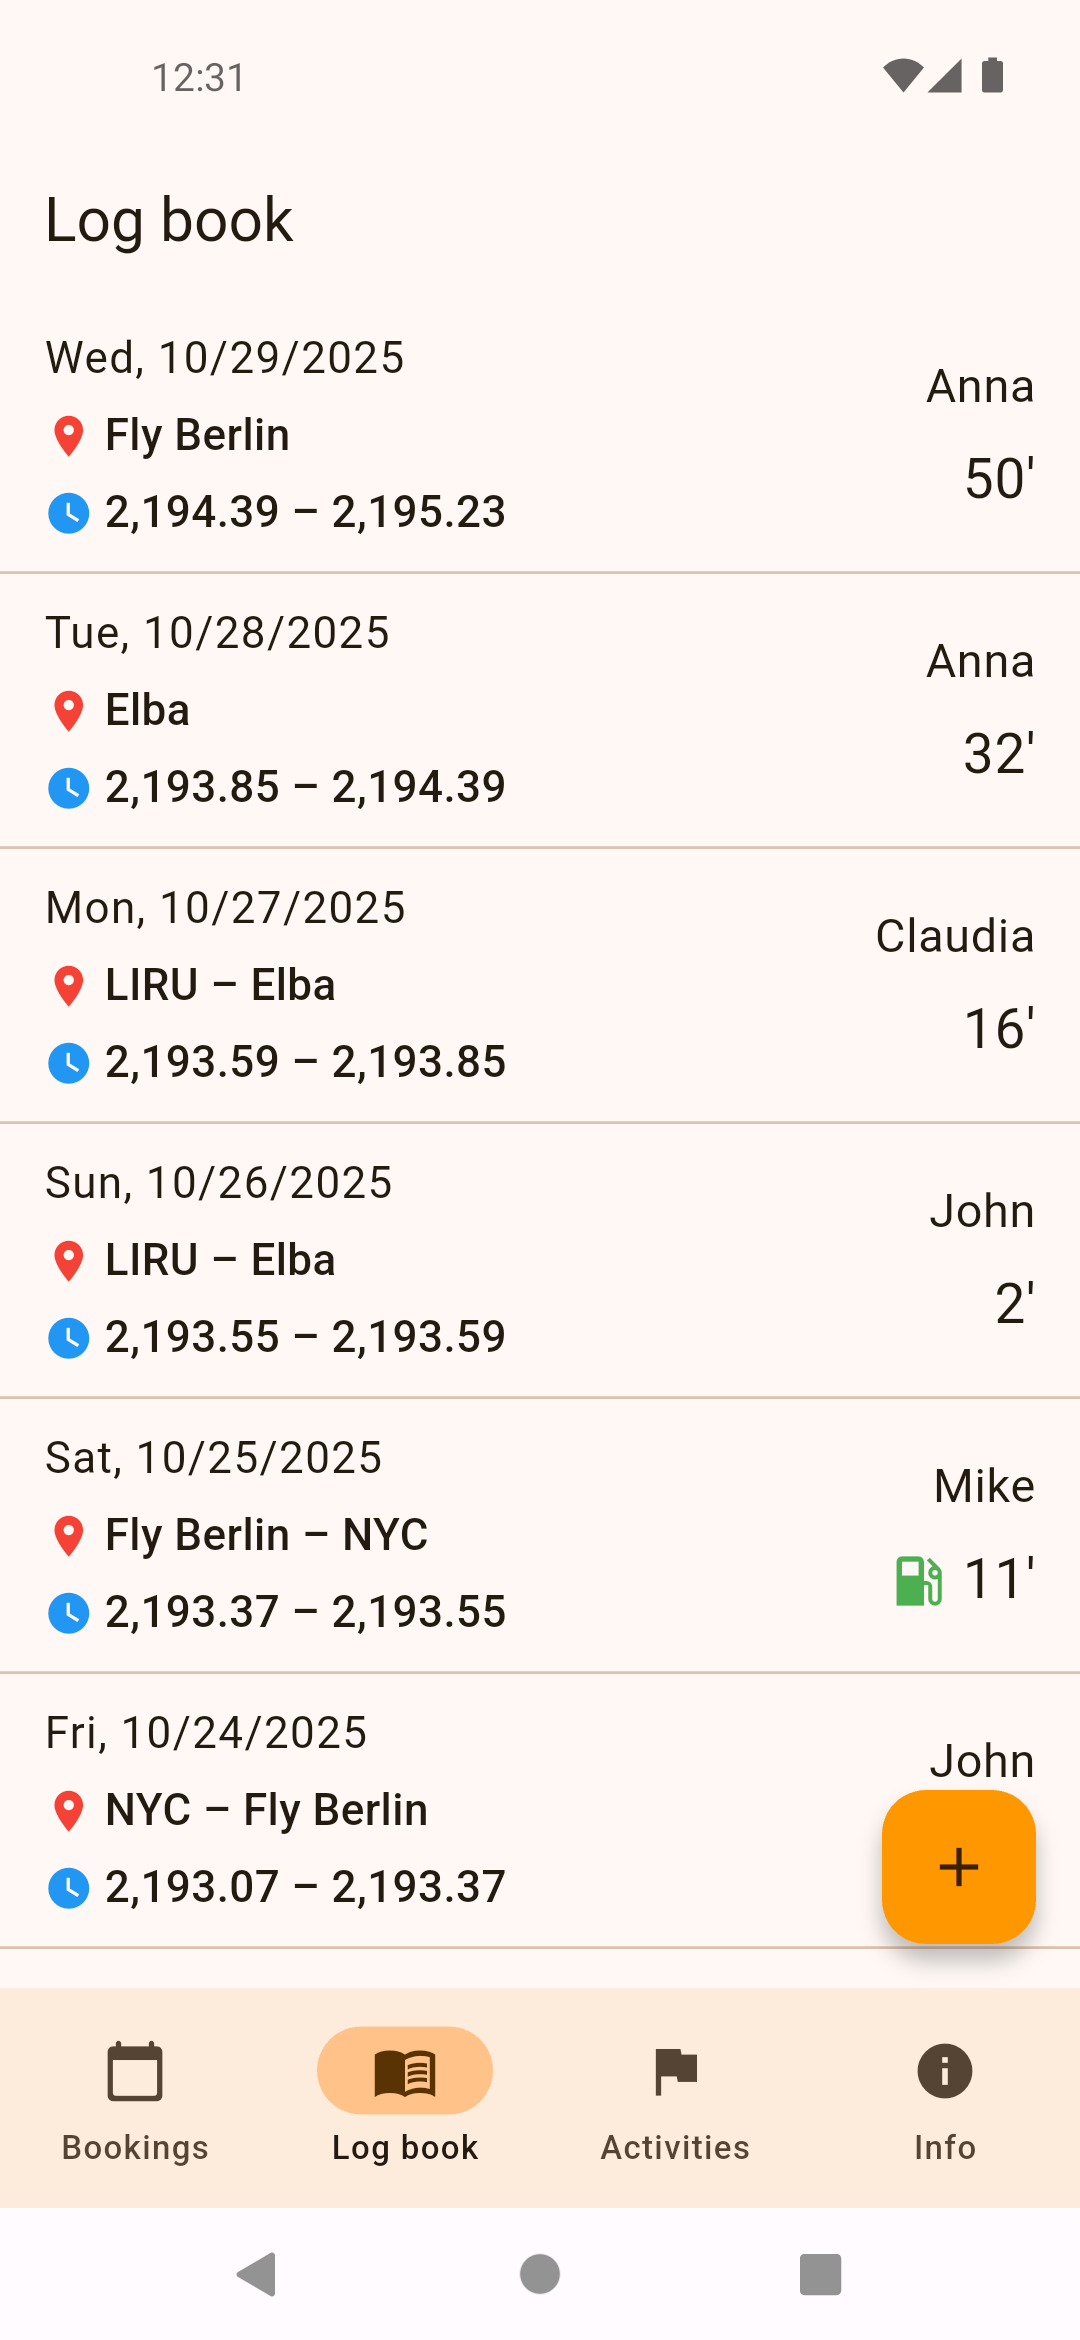 12:31
Log book
Wed, 10/29/2025
Anna
Fly Berlin
50'
2,194.39 – 2,195.23
Tue, 10/28/2025
Anna
Elba
32'
2,193.85 – 2,194.39
Mon, 10/27/2025
Claudia
LIRU – Elba
16'
2,193.59 – 2,193.85
Sun, 10/26/2025
John
LIRU – Elba
2'
2,193.55 – 2,193.59
Sat, 10/25/2025
Mike
Fly Berlin – NYC
11'
2,193.37 – 2,193.55
Fri, 10/24/2025
John
NYC – Fly Berlin
2,193.07 – 2,193.37
Bookings
Log book
Activities
Info